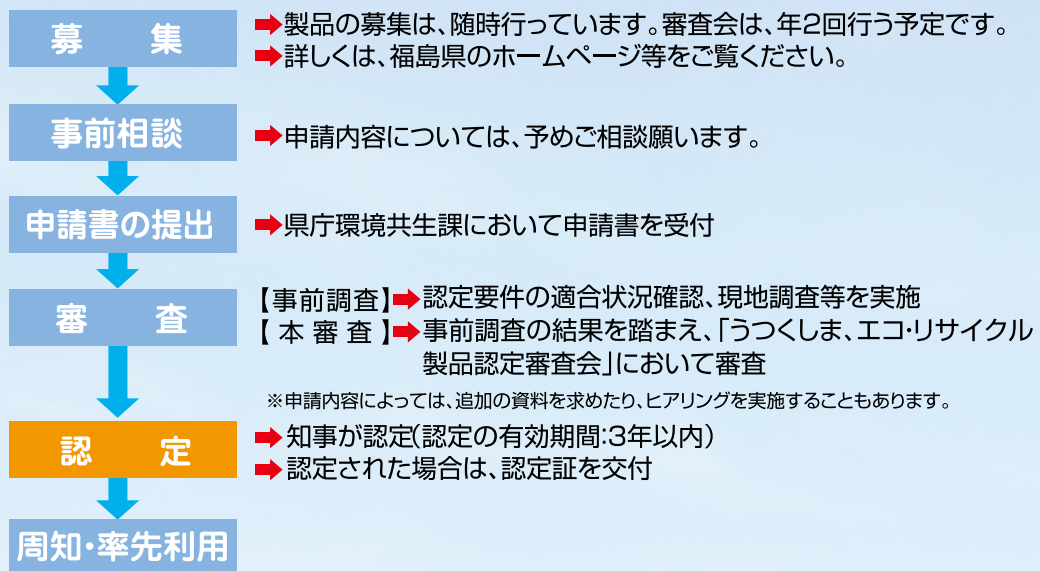 募集
➡製品の募集は、随時行っています。審査会は、年2回行う予定です。
➡詳しくは、福島県のホームページ等をご覧ください。
事前相談
➡申請内容については、予めご相談願います。
申請書の提出
➡県庁環境共生課において申請書を受付
審査
【事前調査】➡認定要件の適合状況確認、現地調査等を実施
【本審査】➡事前調査の結果を踏まえ、「うつくしま、エコ・リサイクル
製品認定審査会」において審査
※申請内容によっては、追加の資料を求めたり、ヒアリングを実施することもあります。
認定
➡知事が認定(認定の有効期間:3年以内)
➡認定された場合は、認定証を交付
周知・率先利用